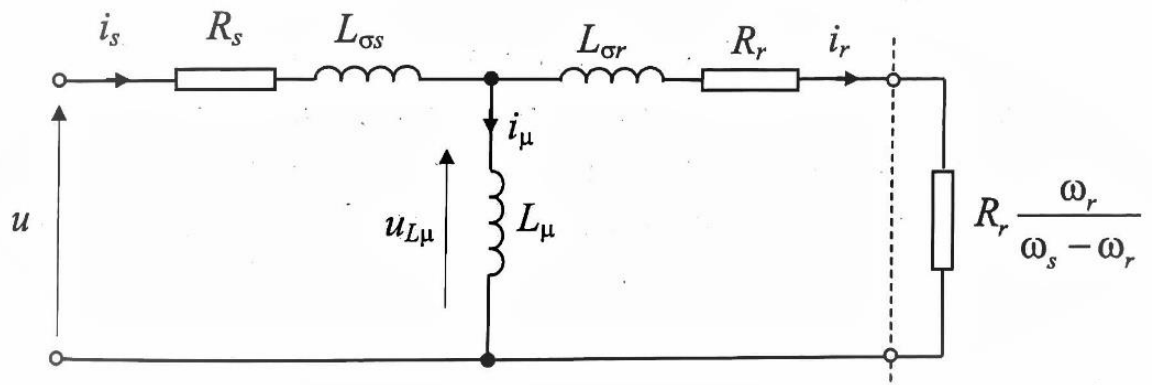 i_s R_s L_σs L_σr R_r i_r
i_μ
u u_Lμ L_μ R_r ω_r / (ω_s − ω_r)